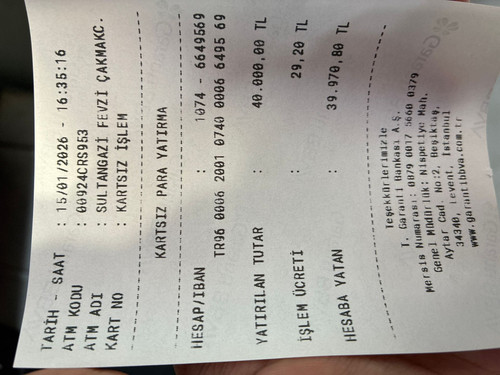 TARİH - SAAT : 15/01/2026 - 16:35:16
ATM KODU : 00924CRS953
ATM ADI : SULTANGAZİ FEVZİ ÇAKMAKC.
KART NO : KARTSIZ İŞLEM
KARTSIZ PARA YATIRMA
HESAP/IBAN : 1074 - 6649569
TR96 0006 2001 0740 0006 6495 69
YATIRILAN TUTAR : 40.000,00 TL
İŞLEM ÜCRETİ : 29,20 TL
HESABA YATAN : 39.970,80 TL
Teşekkürlerimizle
T. Garanti Bankası A.Ş.
Mersis Numarası: 0879 0017 5660 0379
Genel Müdürlük: Nispetiye Mah.
Aytar Cad. No:2, Beşiktaş,
34340, Levent, İstanbul
www.garantibbva.com.tr